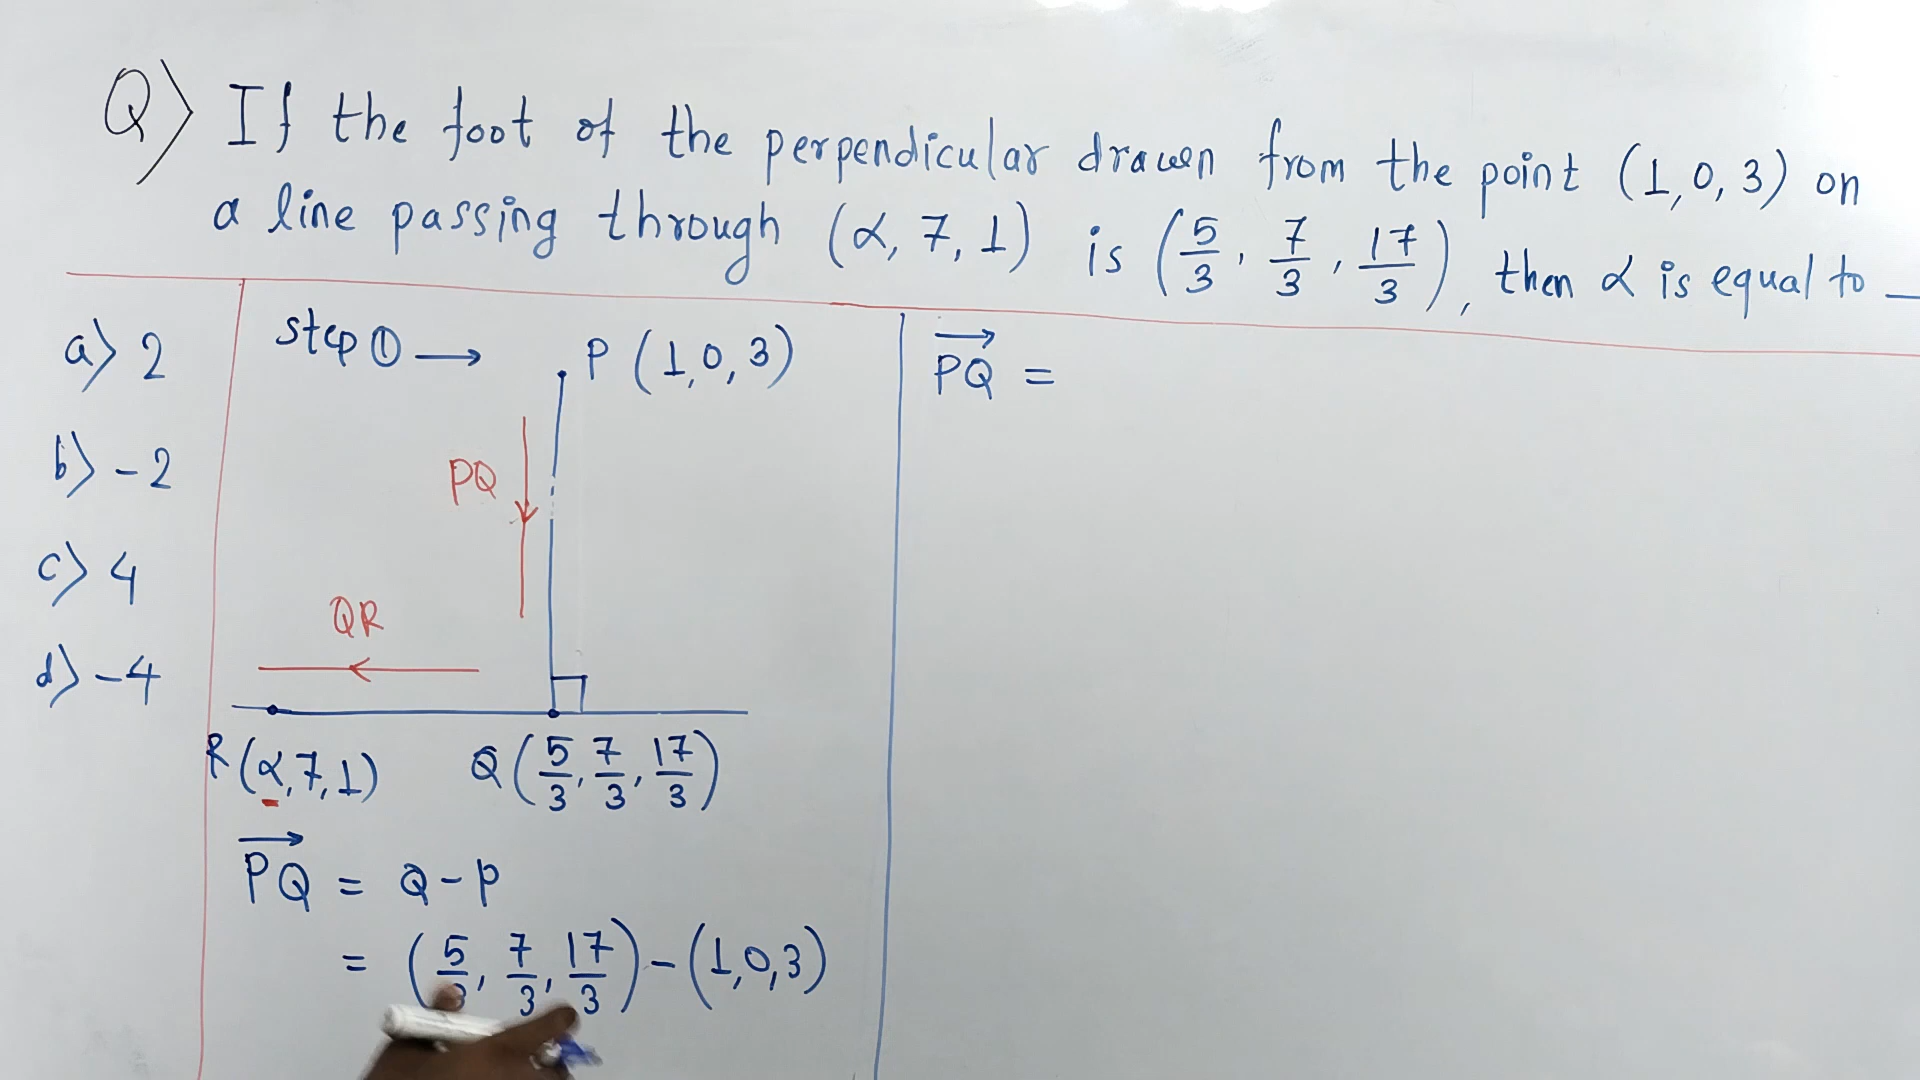 Q) If the foot of the perpendicular drawen from the point (1,0,3) on
a line passing through (α, 7, 1) is (5/3, 7/3, 17/3), then α is equal to _
a) 2
b) -2
c) 4
d) -4
step ① →
P (1,0,3)
PQ
QR
R(α,7,1)
Q(5/3, 7/3, 17/3)
PQ = Q-P
= (5/3, 7/3, 17/3) - (1,0,3)
PQ =